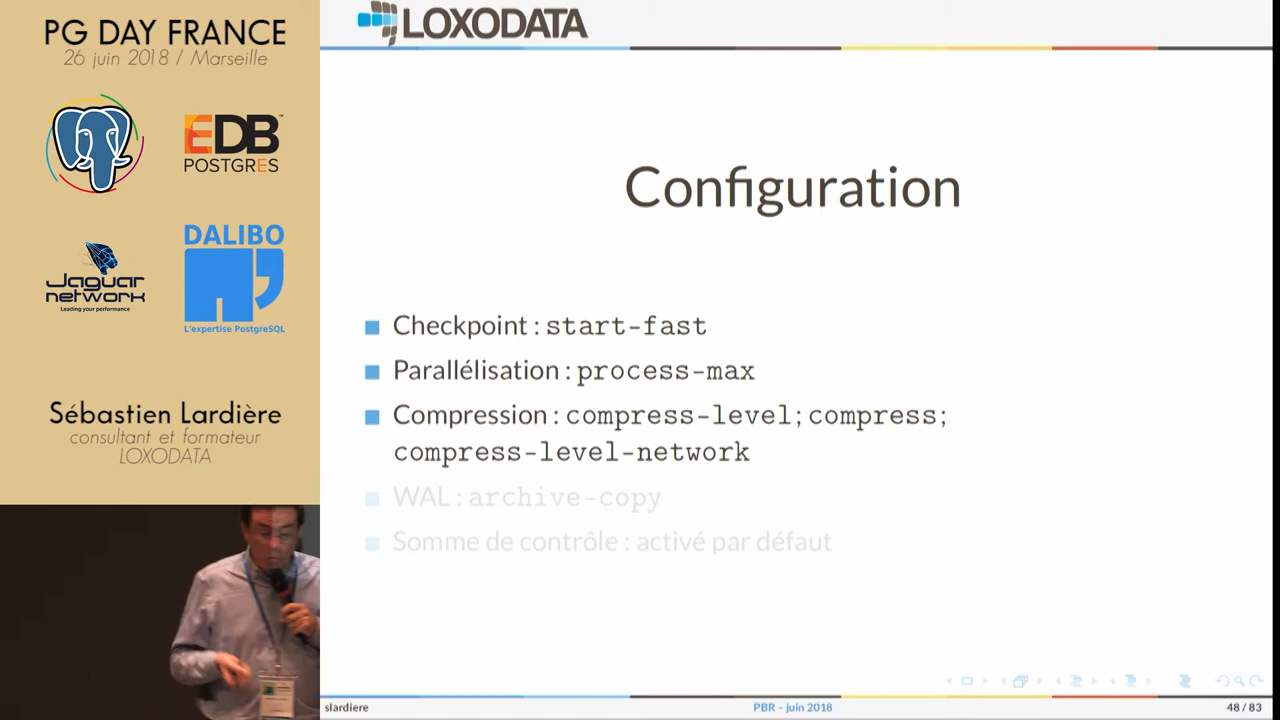 PG DAY FRANCE
26 juin 2018 / Marseille
EDB
POSTGRES
Jaguar
network
Leading your performance
DALIBO
L'expertise PostgreSQL
Sébastien Lardière
consultant et formateur
LOXODATA
LOXODATA
Configuration
Checkpoint : start-fast
Parallélisation : process-max
Compression : compress-level; compress;
compress-level-network
WAL : archive-copy
Somme de contrôle : activé par défaut
slardiere
PBR – juin 2018
48 / 83